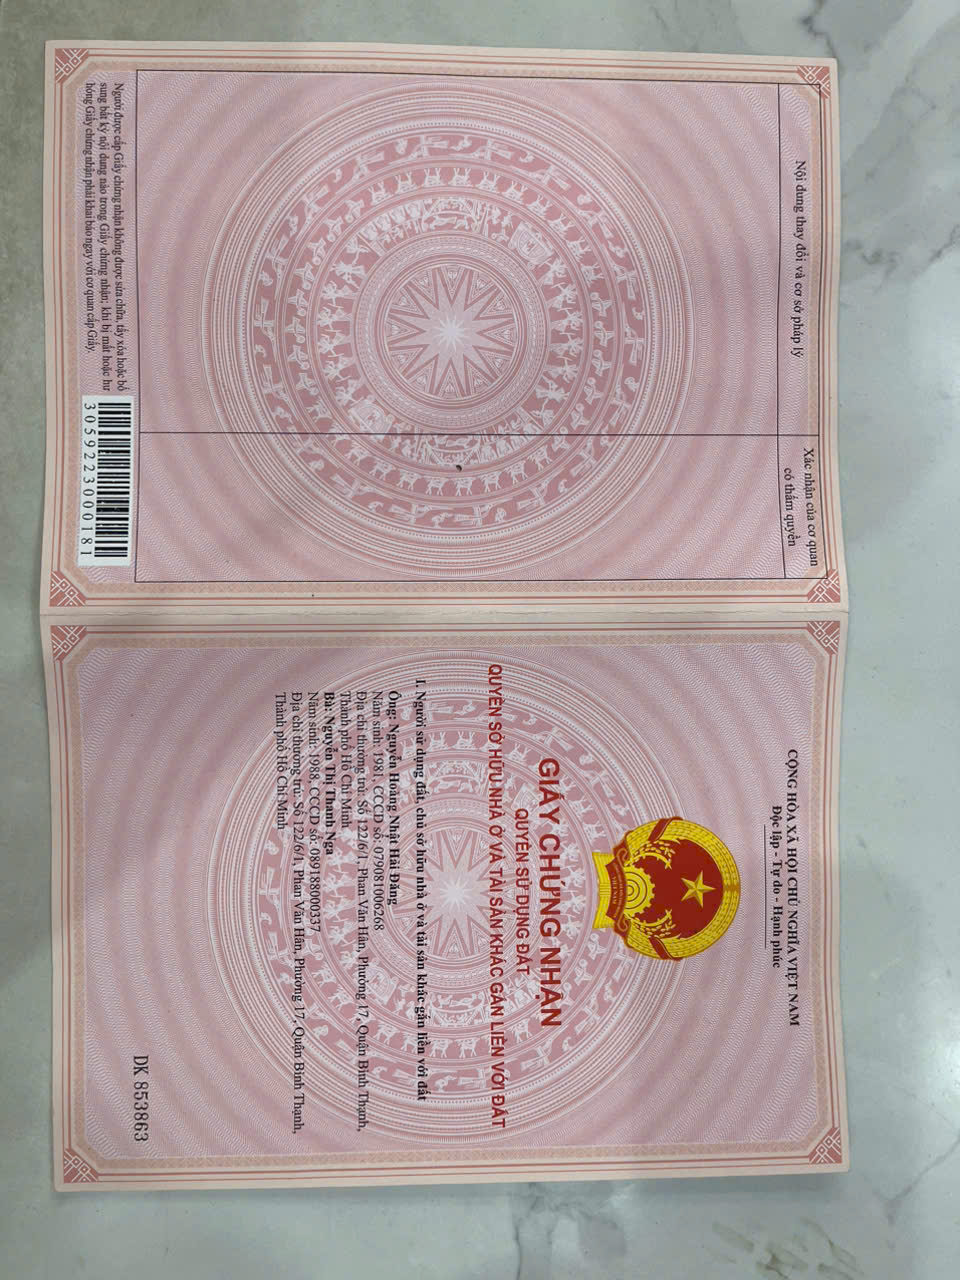 Nội dung thay đổi và cơ sở pháp lý
Xác nhận của cơ quan
có thẩm quyền
Người được cấp Giấy chứng nhận không được sửa chữa, tẩy xóa hoặc bổ
sung bất kỳ nội dung nào trong Giấy chứng nhận; khi bị mất hoặc hư
hỏng Giấy chứng nhận phải khai báo ngay với cơ quan cấp Giấy.
3059223000181
CỘNG HÒA XÃ HỘI CHỦ NGHĨA VIỆT NAM
Độc lập - Tự do - Hạnh phúc
VIỆT NAM
GIẤY CHỨNG NHẬN
QUYỀN SỬ DỤNG ĐẤT
QUYỀN SỞ HỮU NHÀ Ở VÀ TÀI SẢN KHÁC GẮN LIỀN VỚI ĐẤT
I. Người sử dụng đất, chủ sở hữu nhà ở và tài sản khác gắn liền với đất
Ông: Nguyễn Hoàng Nhật Hải Đăng
Năm sinh: 1981, CCCD số: 079081006268
Địa chỉ thường trú: Số 122/6/1, Phan Văn Hân, Phường 17, Quận Bình Thạnh,
Thành phố Hồ Chí Minh
Bà: Nguyễn Thị Thanh Nga
Năm sinh: 1988, CCCD số: 089188000337
Địa chỉ thường trú: Số 122/6/1, Phan Văn Hân, Phường 17, Quận Bình Thạnh,
Thành phố Hồ Chí Minh
DK 853863